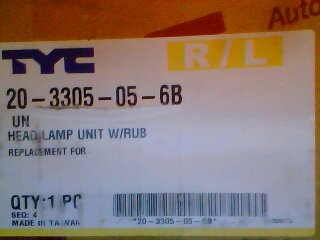 Auto
TYC R/L
20-3305-05-6B
UN
HEAD LAMP UNIT W/RUB
REPLACEMENT FOR
QTY:1 PC
SEQ: 4
MADE IN TAIWAN
*20-3305-05-6B*